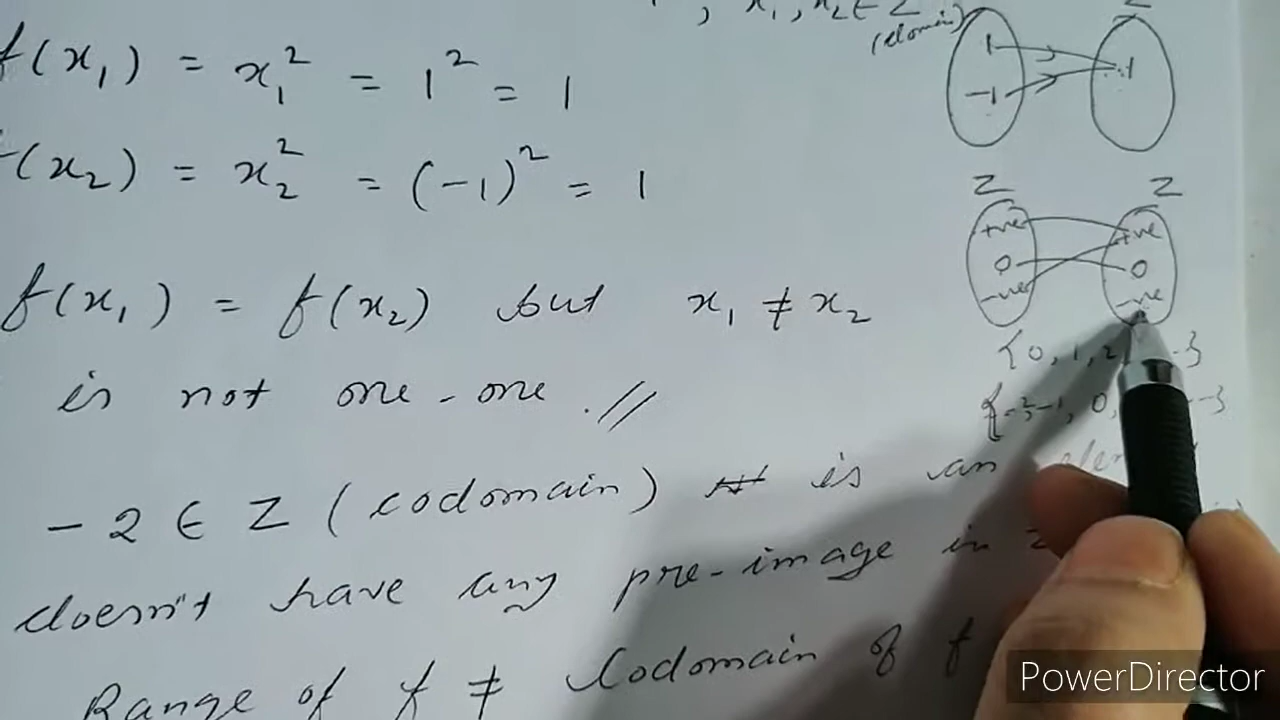 , x₁, x₂ ∈ Z
(domain)
f(x₁) = x₁² = 1² = 1
f(x₂) = x₂² = (-1)² = 1
f(x₁) = f(x₂) but x₁ ≠ x₂
is not one-one.//
-2 ∈ Z (codomain) is an
doesn't have any pre-image in
Range of f ≠ Codomain of f
1
-1
1
Z Z
+ve +ve
0 0
-ve -ve
{0, 1, 2
PowerDirector